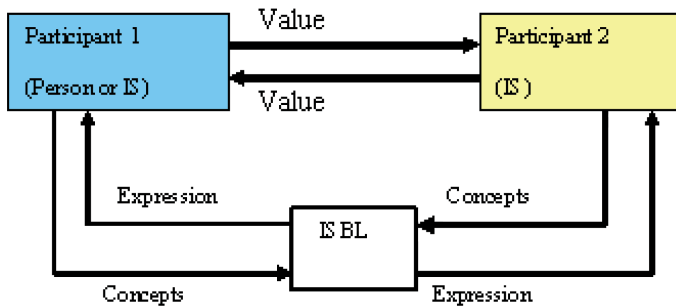 Value
Participant 1
(Person or IS)
Participant 2
(IS)
Value
Expression
Concepts
IS BL
Concepts
Expression